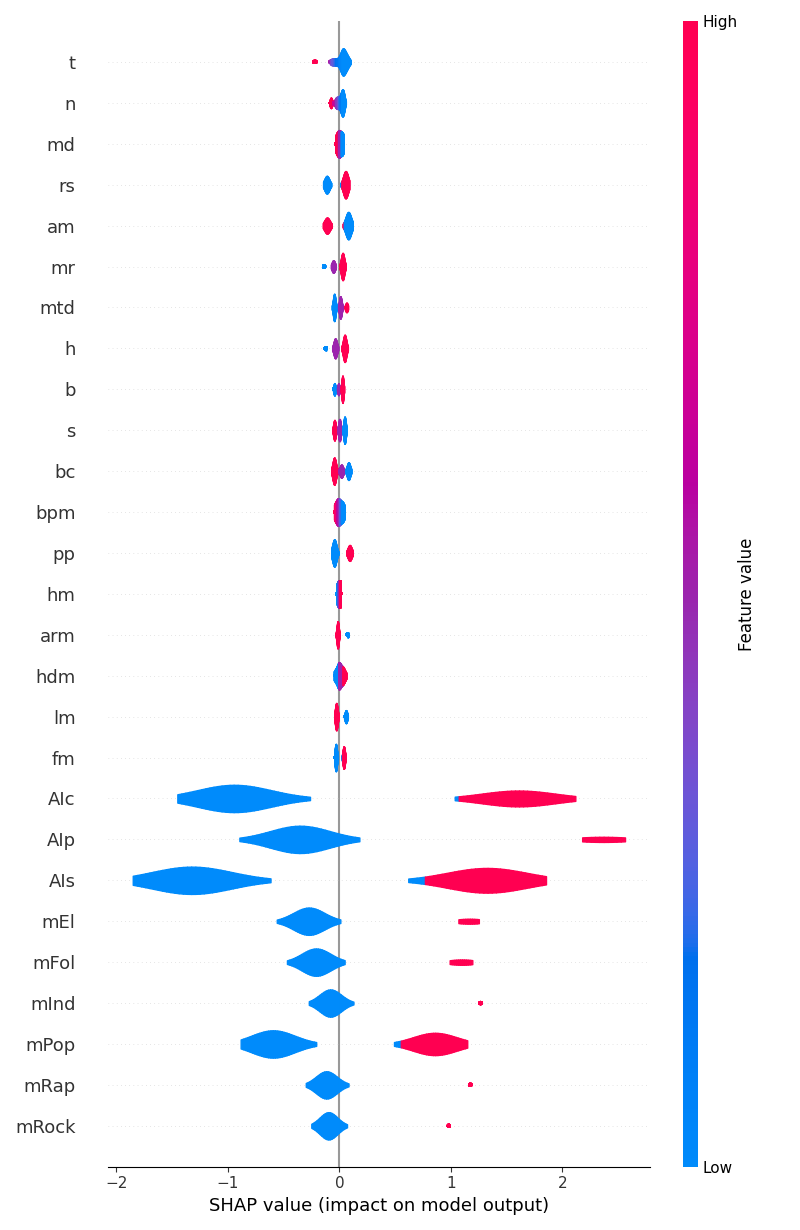 High
t
n
md
rs
am
mr
mtd
h
b
s
bc
bpm
pp
hm
arm
hdm
lm
fm
AIc
AIp
AIs
mEl
mFol
mInd
mPop
mRap
mRock
Feature value
Low
−2 −1 0 1 2
SHAP value (impact on model output)